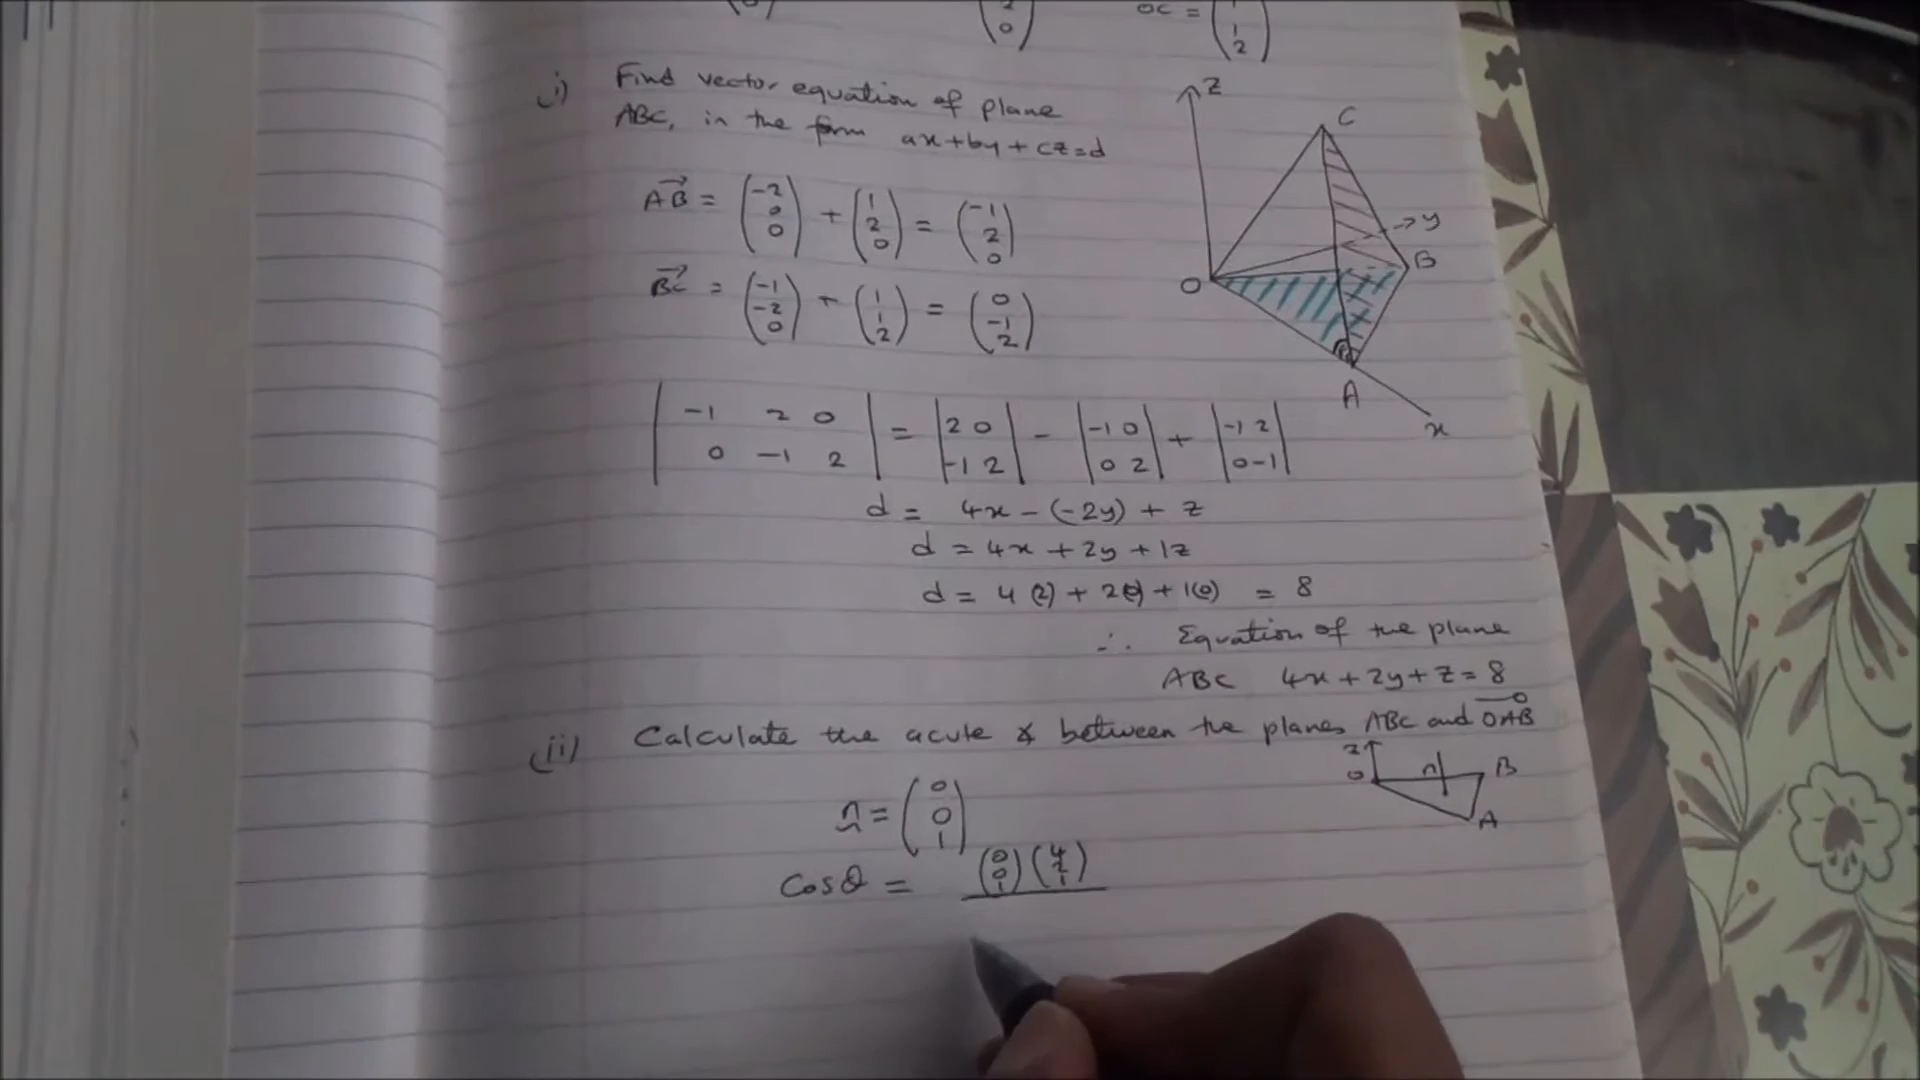 OC = (1 1 2)
(i) Find vector equation of plane
ABC, in the form ax+by+cz=d
AB = (-2 0 0) + (1 2 0) = (-1 2 0)
BC = (-1 -2 0) + (1 1 2) = (0 -1 2)
|-1 2 0 / 0 -1 2| = |2 0 / -1 2| - |-1 0 / 0 2| + |-1 2 / 0 -1|
d = 4x - (-2y) + z
d = 4x + 2y + 1z
d = 4(2) + 2(0) + 1(0) = 8
∴ Equation of the plane
ABC 4x + 2y + z = 8
(ii) Calculate the acute ∡ between the planes ABC and OAB
n = (0 0 1)
cosθ = (0 0 1)(4 2 1)
z
C
y
B
O
A
x
z
O
n
B
A